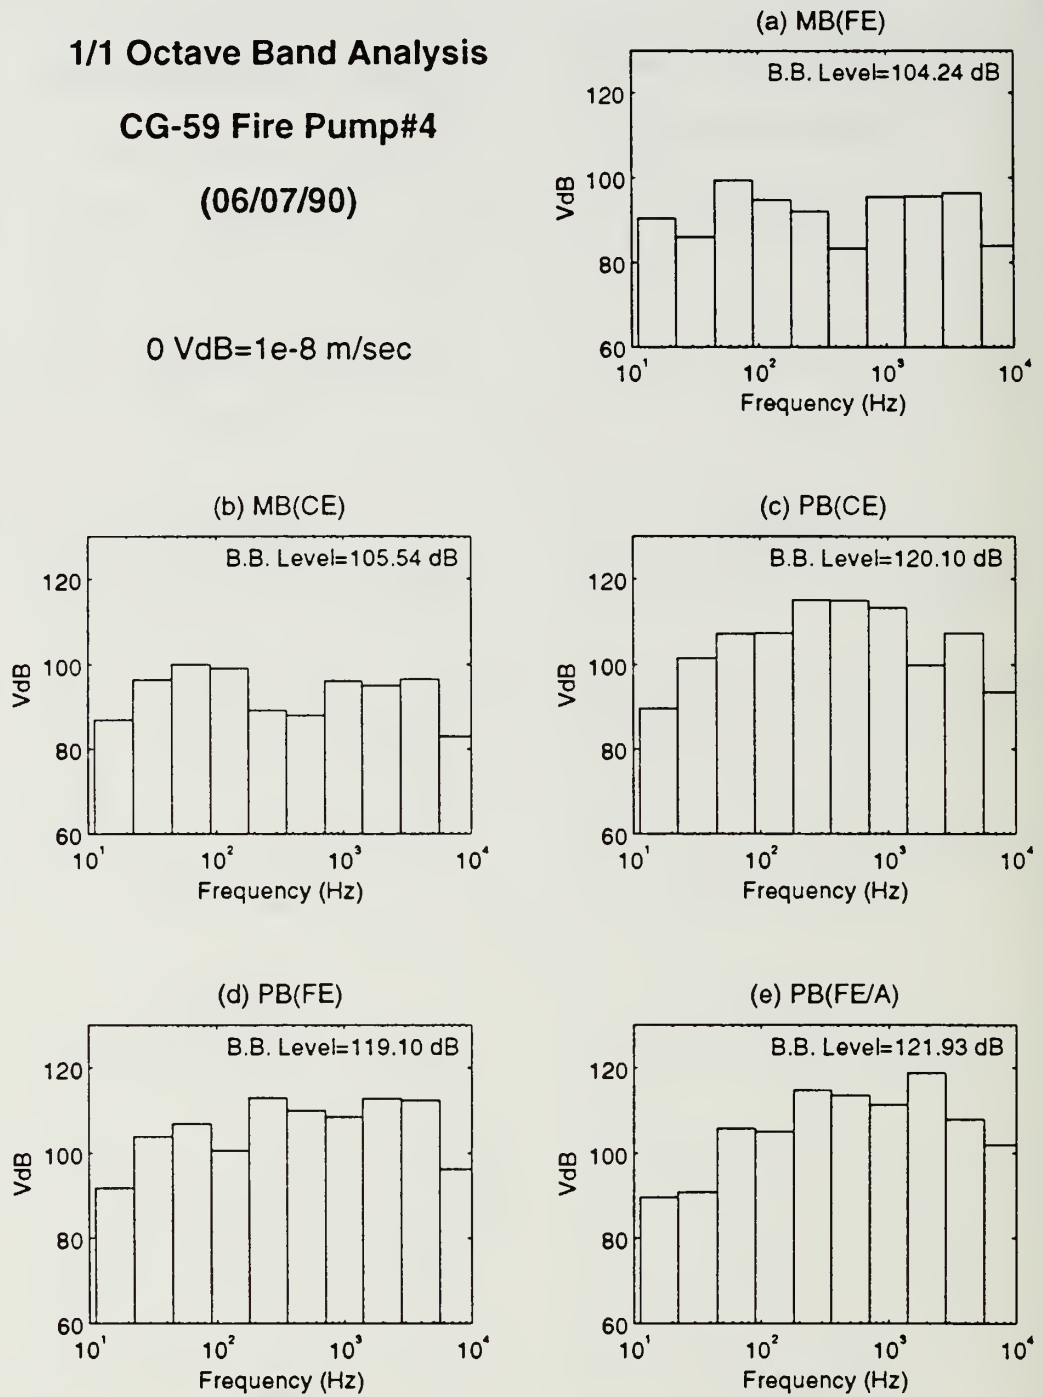 1/1 Octave Band Analysis
CG-59 Fire Pump#4
(06/07/90)
0 VdB=1e-8 m/sec
(a) MB(FE)
B.B. Level=104.24 dB
120
100
80
60
VdB
10¹ 10² 10³ 10⁴
Frequency (Hz)
(b) MB(CE)
B.B. Level=105.54 dB
120
100
80
60
VdB
10¹ 10² 10³ 10⁴
Frequency (Hz)
(c) PB(CE)
B.B. Level=120.10 dB
120
100
80
60
VdB
10¹ 10² 10³ 10⁴
Frequency (Hz)
(d) PB(FE)
B.B. Level=119.10 dB
120
100
80
60
VdB
10¹ 10² 10³ 10⁴
Frequency (Hz)
(e) PB(FE/A)
B.B. Level=121.93 dB
120
100
80
60
VdB
10¹ 10² 10³ 10⁴
Frequency (Hz)